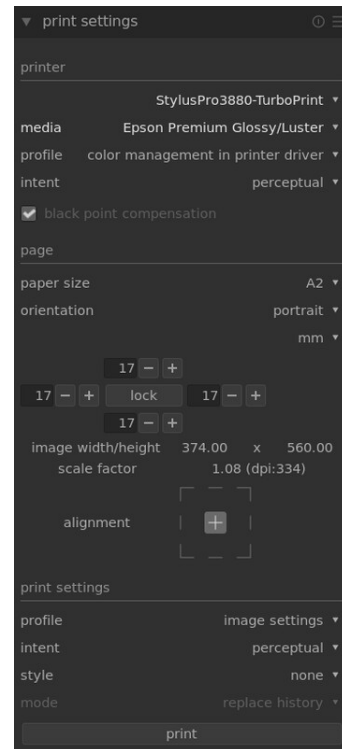 print settings
printer
StylusPro3880-TurboPrint
media Epson Premium Glossy/Luster
profile color management in printer driver
intent perceptual
black point compensation
page
paper size A2
orientation portrait
mm
17 − +
17 − + lock 17 − +
17 − +
image width/height 374.00 x 560.00
scale factor 1.08 (dpi:334)
alignment +
print settings
profile image settings
intent perceptual
style none
mode replace history
print